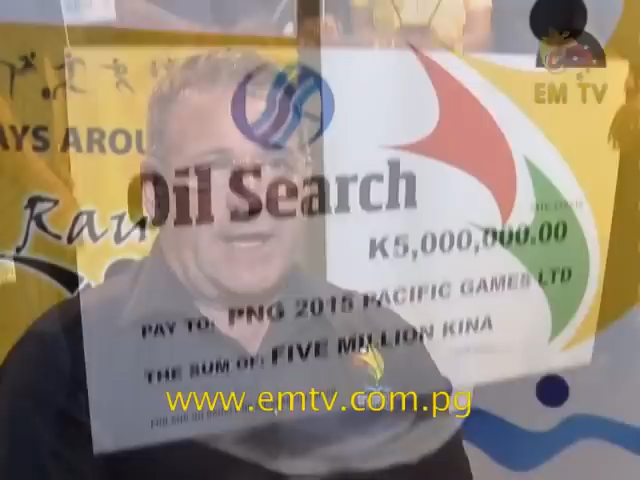 EM TV
AYS AROU
Rau
Oil Search
K5,000,000.00
PAY TO: PNG 2015 PACIFIC GAMES LTD
THE SUM OF: FIVE MILLION KINA
www.emtv.com.pg